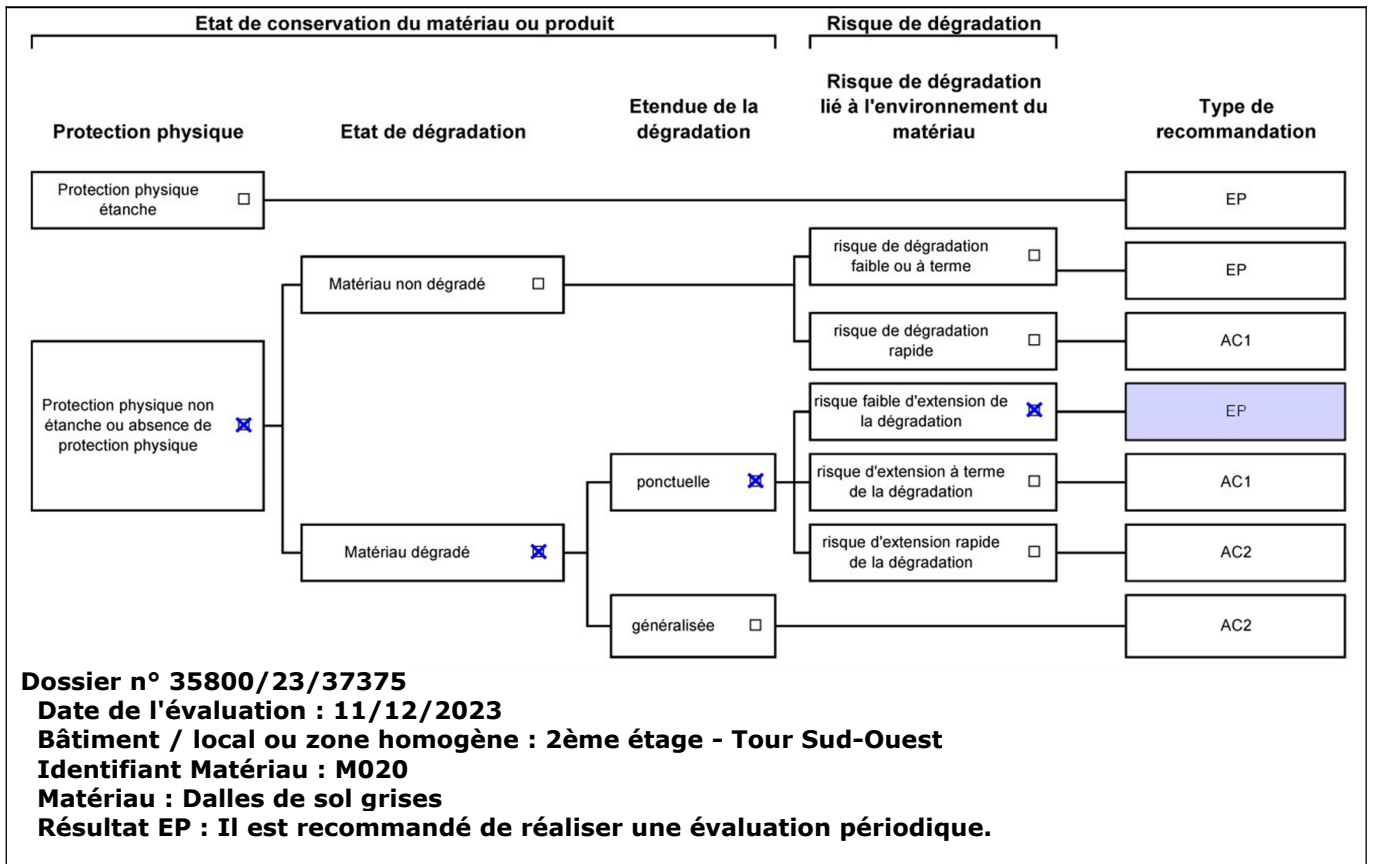 Etat de conservation du matériau ou produit
Risque de dégradation
Protection physique
Etat de dégradation
Etendue de la
dégradation
Risque de dégradation
lié à l'environnement du
matériau
Type de
recommandation
Protection physique
étanche
EP
risque de dégradation
faible ou à terme
EP
Matériau non dégradé
risque de dégradation
rapide
AC1
Protection physique non
étanche ou absence de
protection physique
risque faible d'extension de
la dégradation
EP
ponctuelle
risque d'extension à terme
de la dégradation
AC1
Matériau dégradé
risque d'extension rapide
de la dégradation
AC2
généralisée
AC2
Dossier n° 35800/23/37375
Date de l'évaluation : 11/12/2023
Bâtiment / local ou zone homogène : 2ème étage - Tour Sud-Ouest
Identifiant Matériau : M020
Matériau : Dalles de sol grises
Résultat EP : Il est recommandé de réaliser une évaluation périodique.